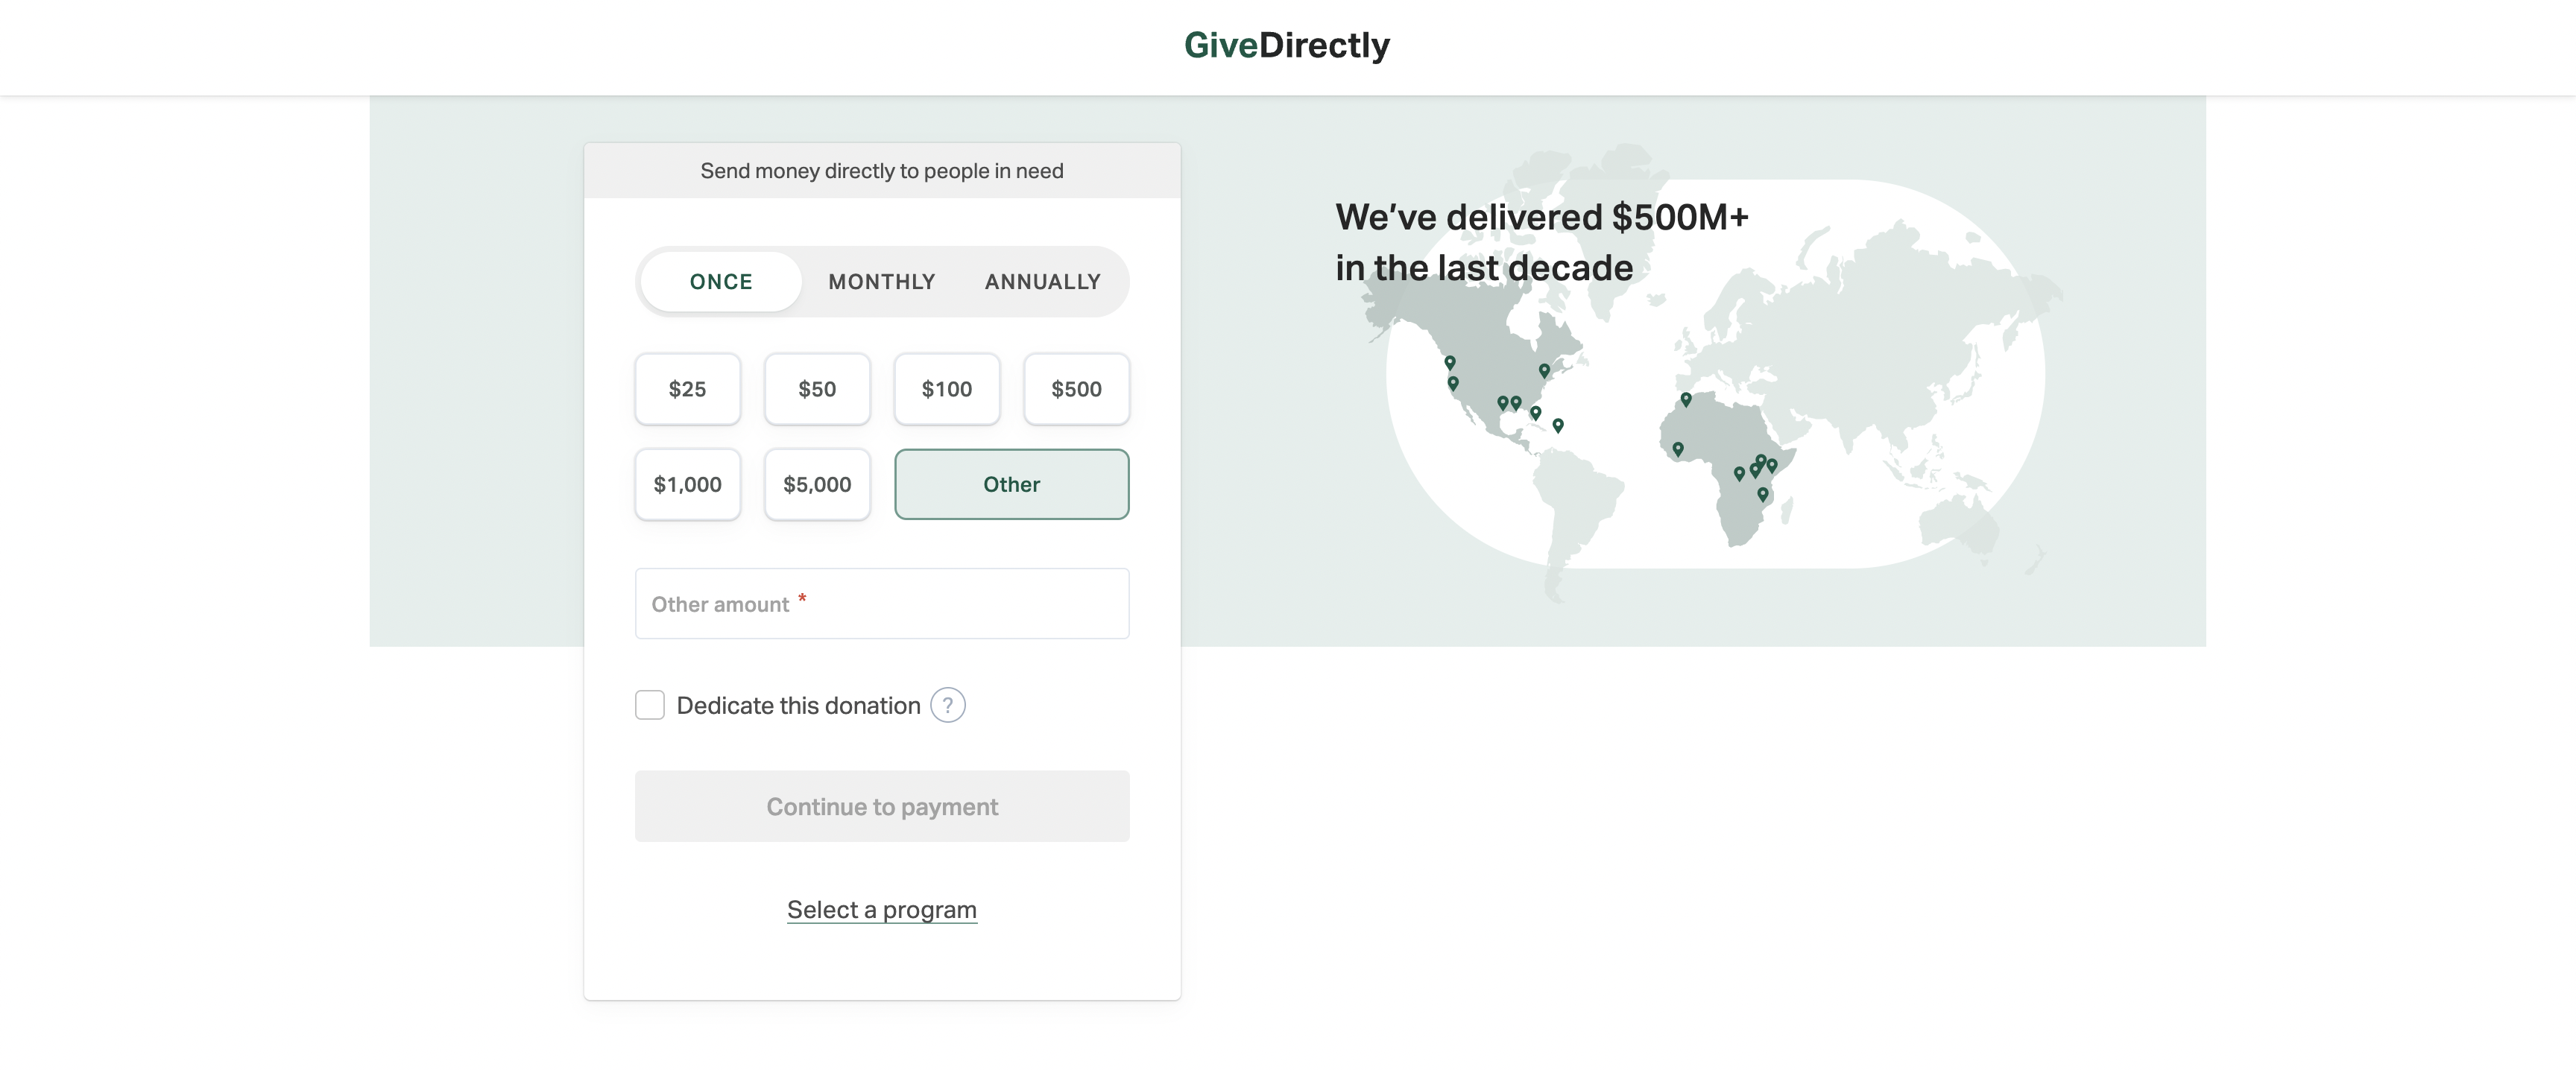 GiveDirectly
Send money directly to people in need
ONCE MONTHLY ANNUALLY
$25 $50 $100 $500
$1,000 $5,000 Other
Other amount *
Dedicate this donation ?
Continue to payment
Select a program
We've delivered $500M+
in the last decade